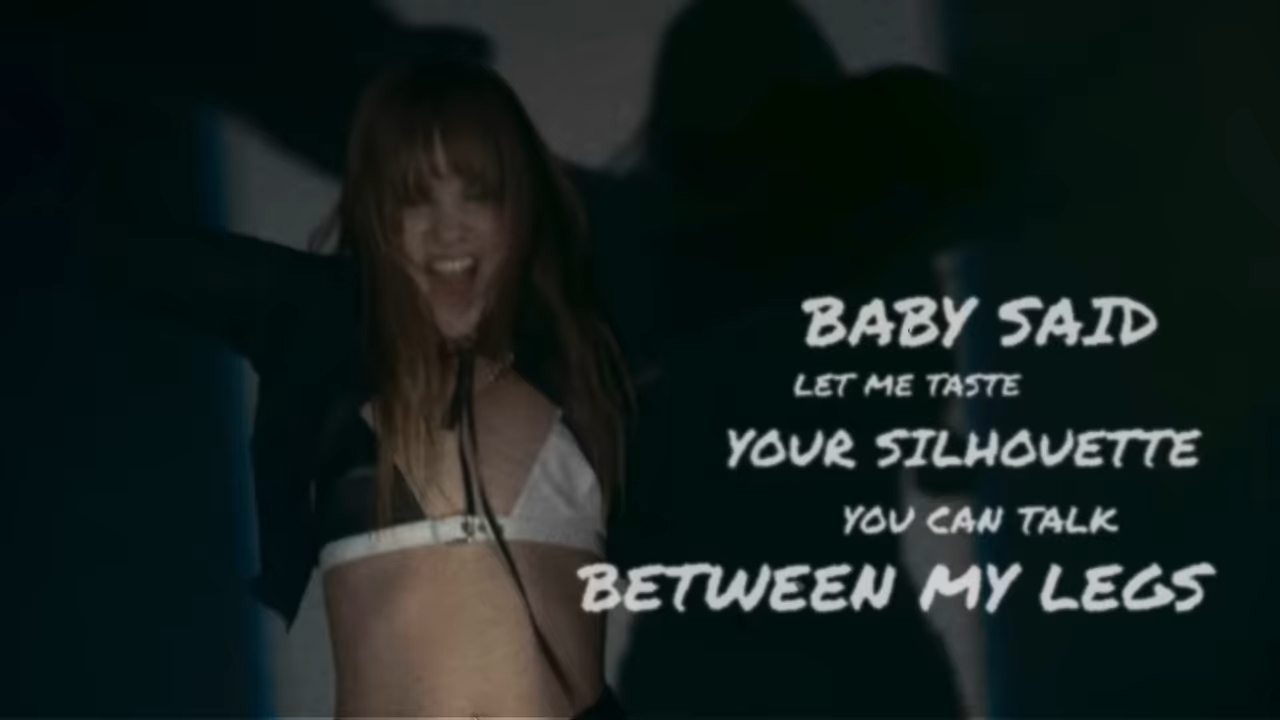 BABY SAID
LET ME TASTE
YOUR SILHOUETTE
YOU CAN TALK
BETWEEN MY LEGS